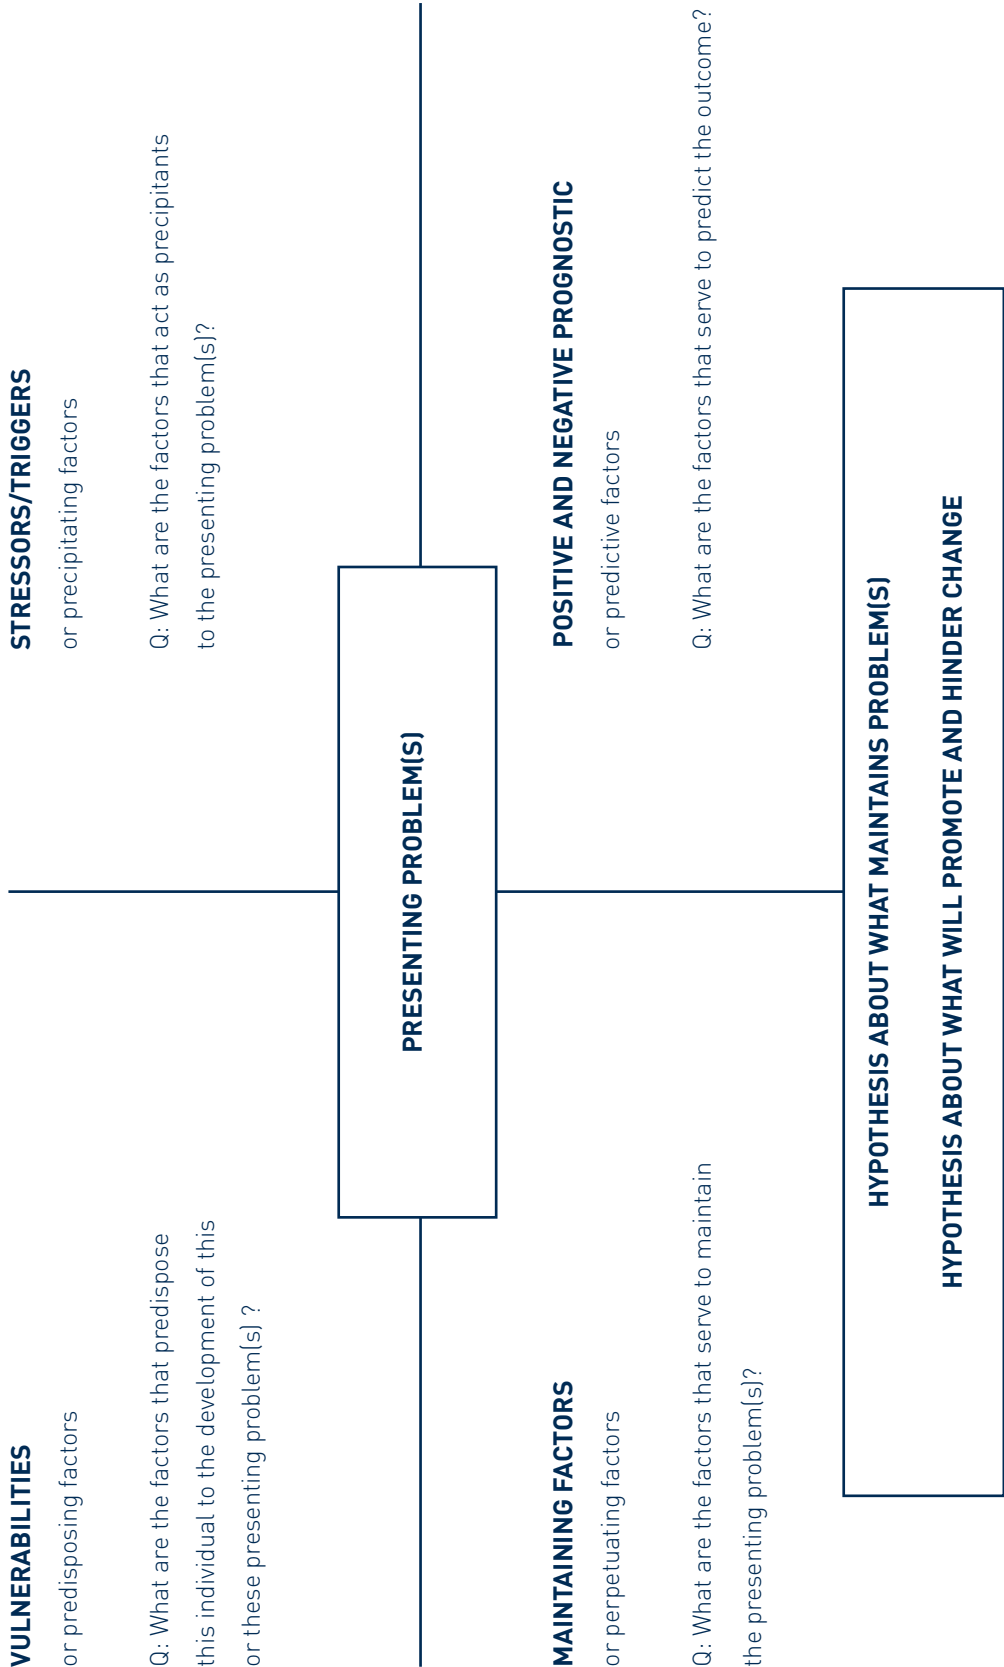 VULNERABILITIES
or predisposing factors
Q: What are the factors that predispose
this individual to the development of this
or these presenting problem(s) ?
STRESSORS/TRIGGERS
or precipitating factors
Q: What are the factors that act as precipitants
to the presenting problem(s)?
PRESENTING PROBLEM(S)
MAINTAINING FACTORS
or perpetuating factors
Q: What are the factors that serve to maintain
the presenting problem(s)?
POSITIVE AND NEGATIVE PROGNOSTIC
or predictive factors
Q: What are the factors that serve to predict the outcome?
HYPOTHESIS ABOUT WHAT MAINTAINS PROBLEM(S)
HYPOTHESIS ABOUT WHAT WILL PROMOTE AND HINDER CHANGE